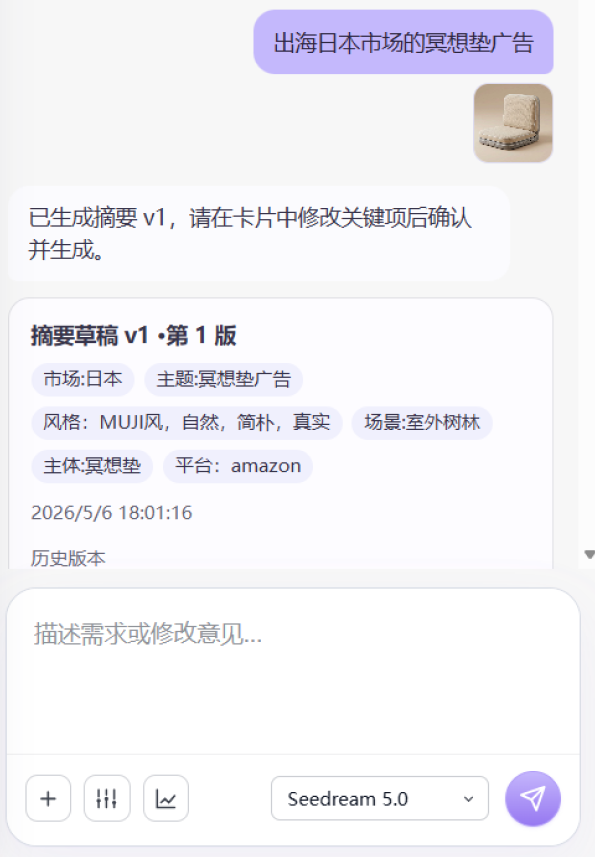 出海日本市场的冥想垫广告
已生成摘要 v1，请在卡片中修改关键项后确认
并生成。
摘要草稿 v1 •第 1 版
市场:日本 主题:冥想垫广告
风格：MUJI风，自然，简朴，真实 场景:室外树林
主体:冥想垫 平台：amazon
2026/5/6 18:01:16
历史版本
描述需求或修改意见...
Seedream 5.0